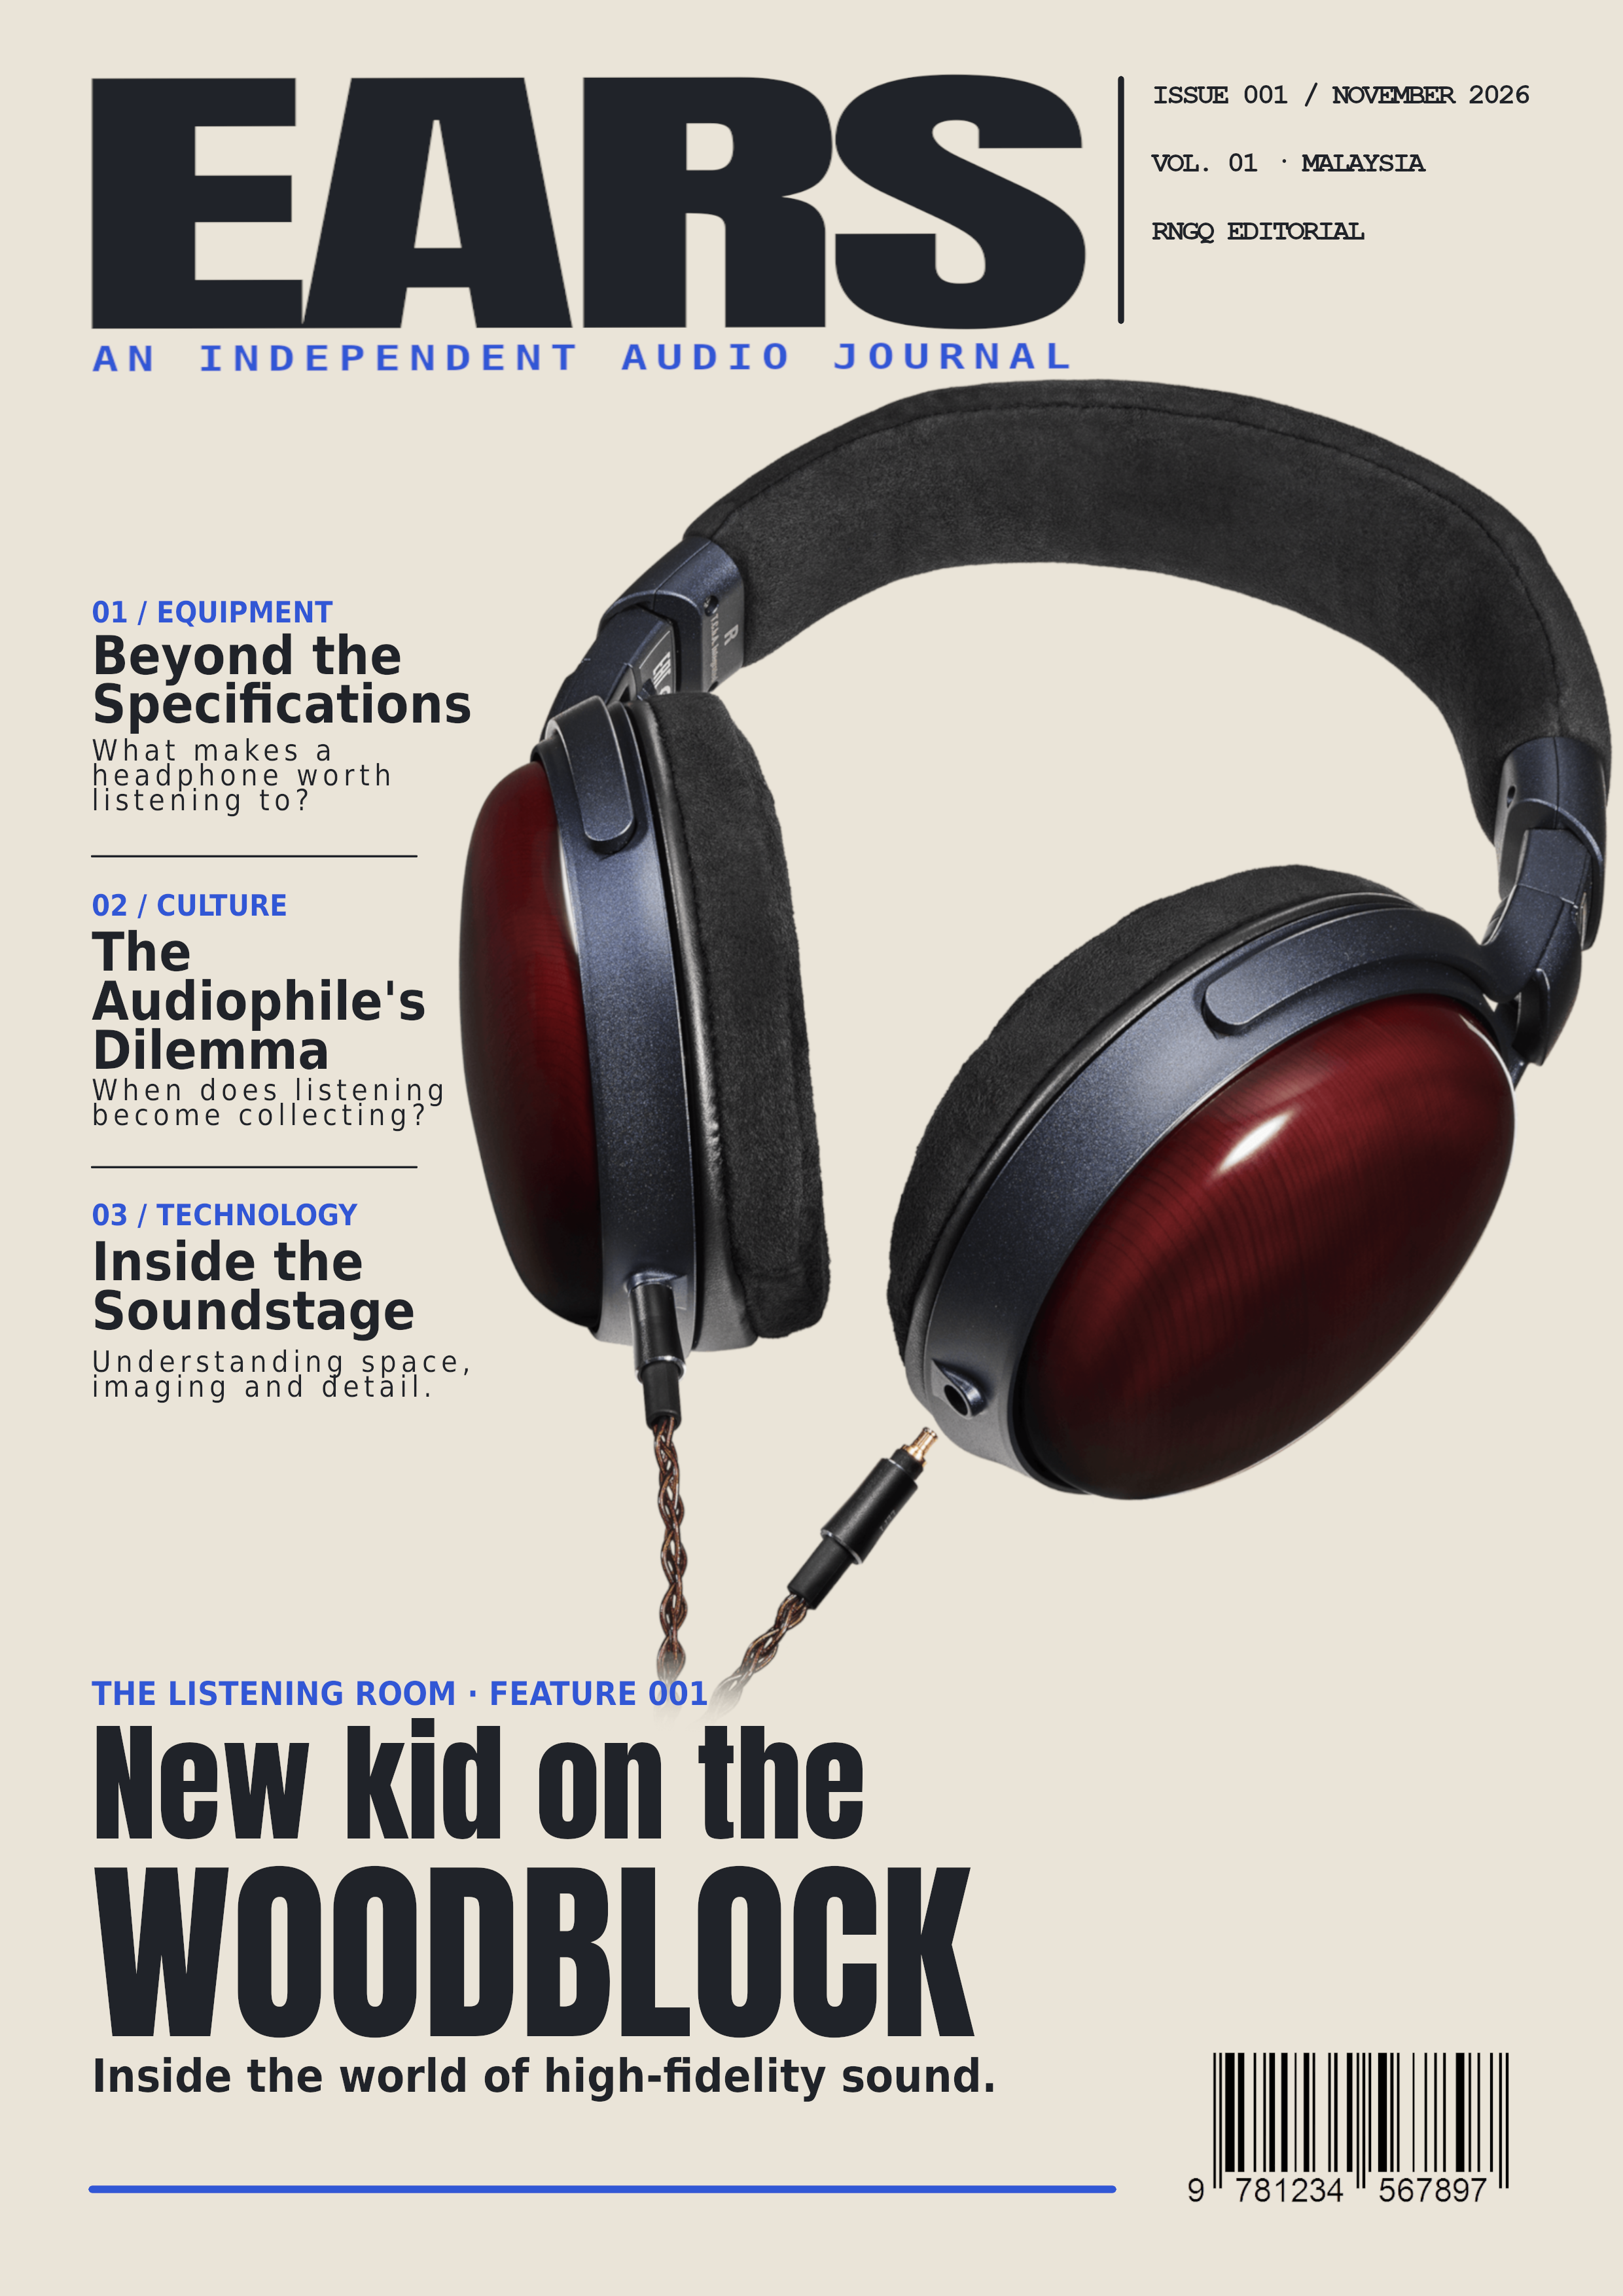 EARS
AN INDEPENDENT AUDIO JOURNAL
ISSUE 001 / NOVEMBER 2026
VOL. 01 · MALAYSIA
RNGQ EDITORIAL
R
01 / EQUIPMENT
Beyond the
Specifications
What makes a
headphone worth
listening to?
02 / CULTURE
The
Audiophile's
Dilemma
When does listening
become collecting?
03 / TECHNOLOGY
Inside the
Soundstage
Understanding space,
imaging and detail.
THE LISTENING ROOM · FEATURE 001
New kid on the
WOODBLOCK
Inside the world of high-fidelity sound.
9 781234 567897